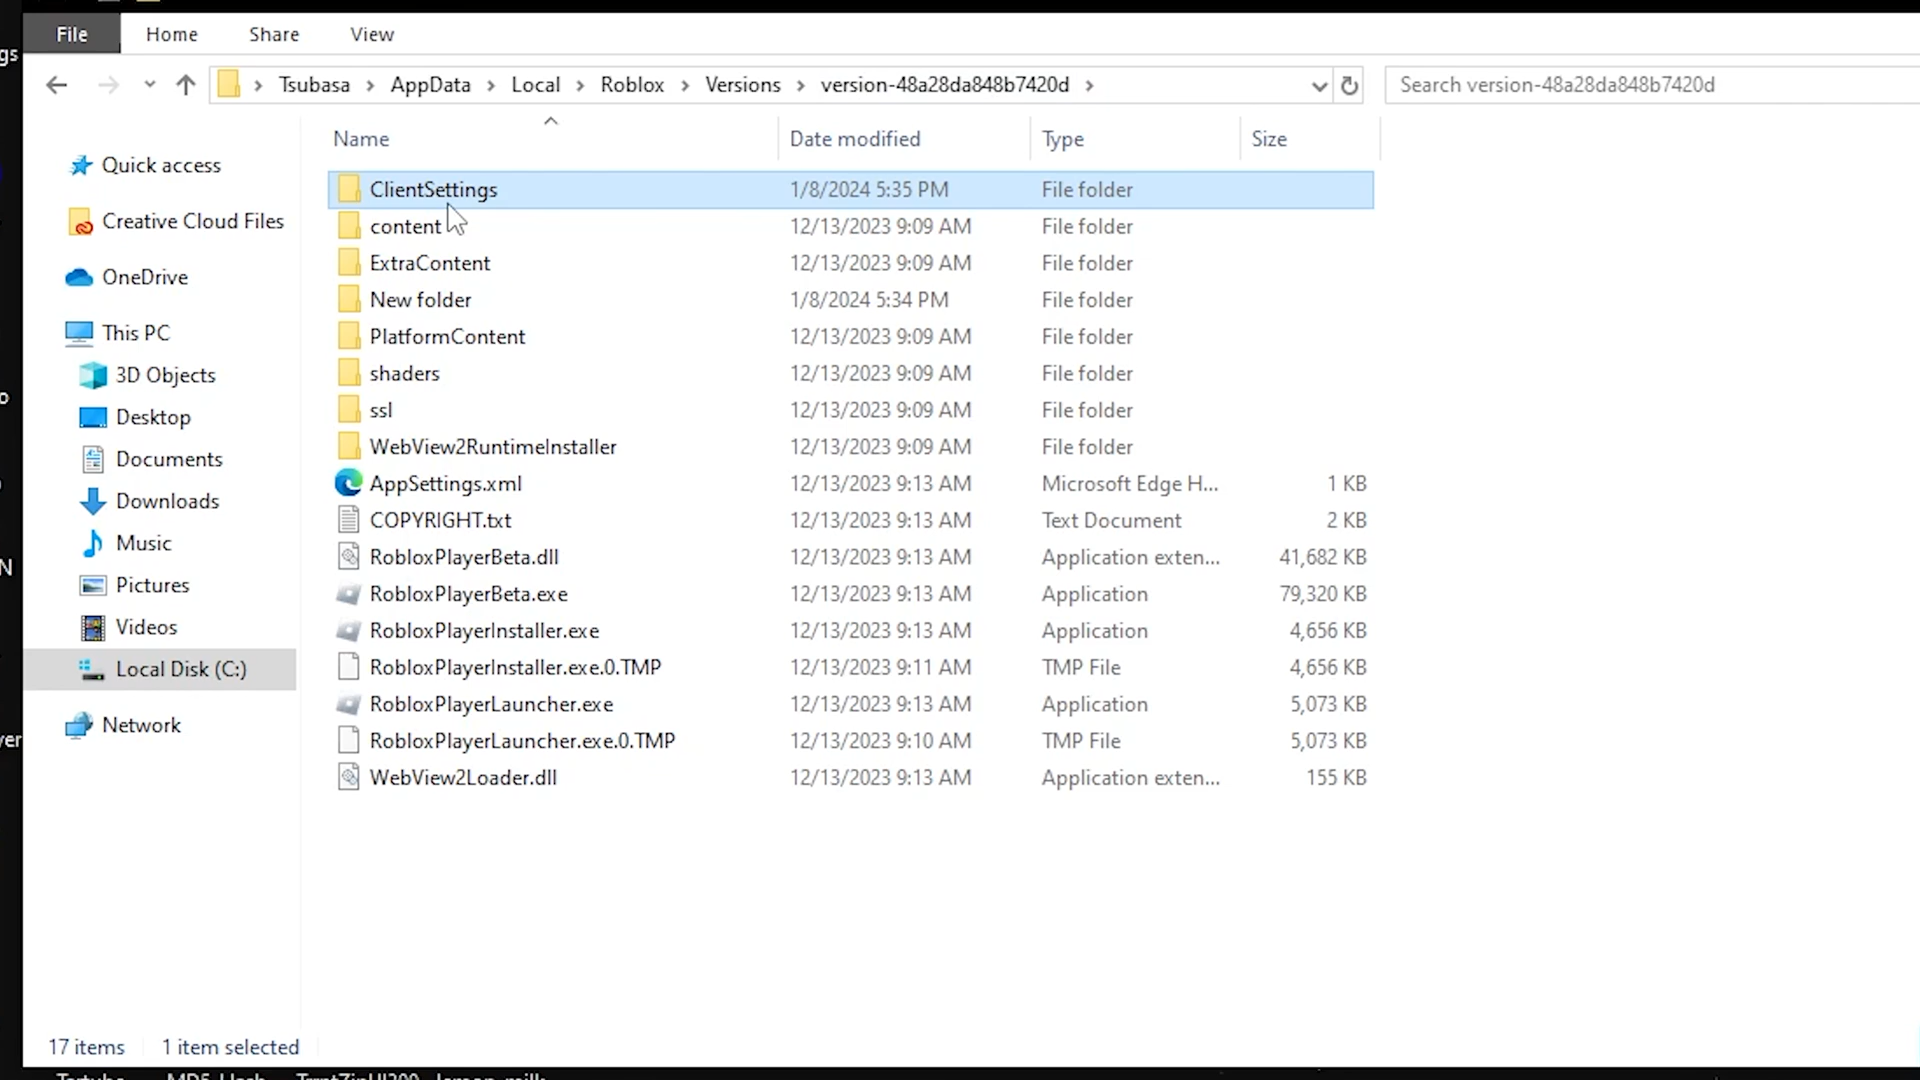 File Home Share View
gs
Tsubasa AppData Local Roblox Versions version-48a28da848b7420d Search version-48a28da848b7420d
Name Date modified Type Size
Quick access
Creative Cloud Files
OneDrive
This PC
3D Objects
Desktop
Documents
Downloads
Music
Pictures
Videos
Local Disk (C:)
Network
ClientSettings 1/8/2024 5:35 PM File folder
content 12/13/2023 9:09 AM File folder
ExtraContent 12/13/2023 9:09 AM File folder
New folder 1/8/2024 5:34 PM File folder
PlatformContent 12/13/2023 9:09 AM File folder
shaders 12/13/2023 9:09 AM File folder
ssl 12/13/2023 9:09 AM File folder
WebView2RuntimeInstaller 12/13/2023 9:09 AM File folder
AppSettings.xml 12/13/2023 9:13 AM Microsoft Edge H... 1 KB
COPYRIGHT.txt 12/13/2023 9:13 AM Text Document 2 KB
RobloxPlayerBeta.dll 12/13/2023 9:13 AM Application exten... 41,682 KB
RobloxPlayerBeta.exe 12/13/2023 9:13 AM Application 79,320 KB
RobloxPlayerInstaller.exe 12/13/2023 9:13 AM Application 4,656 KB
RobloxPlayerInstaller.exe.0.TMP 12/13/2023 9:11 AM TMP File 4,656 KB
RobloxPlayerLauncher.exe 12/13/2023 9:13 AM Application 5,073 KB
RobloxPlayerLauncher.exe.0.TMP 12/13/2023 9:10 AM TMP File 5,073 KB
WebView2Loader.dll 12/13/2023 9:13 AM Application exten... 155 KB
o
N
yer
17 items 1 item selected